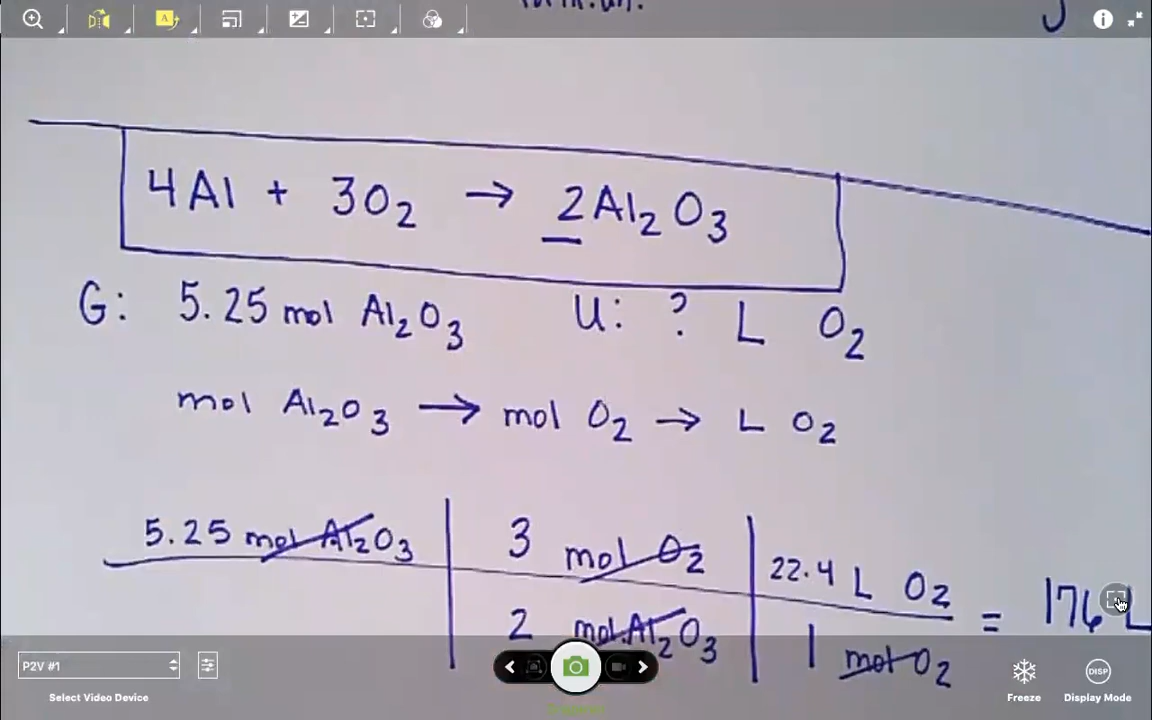 4Al + 3O2 → 2Al2O3
G: 5.25 mol Al2O3 U: ? L O2
mol Al2O3 → mol O2 → L O2
5.25 mol Al2O3 | 3 mol O2 | 22.4 L O2 = 176 L
2 mol Al2O3 | 1 mol O2
P2V #1
Select Video Device
Freeze
DISP
Display Mode